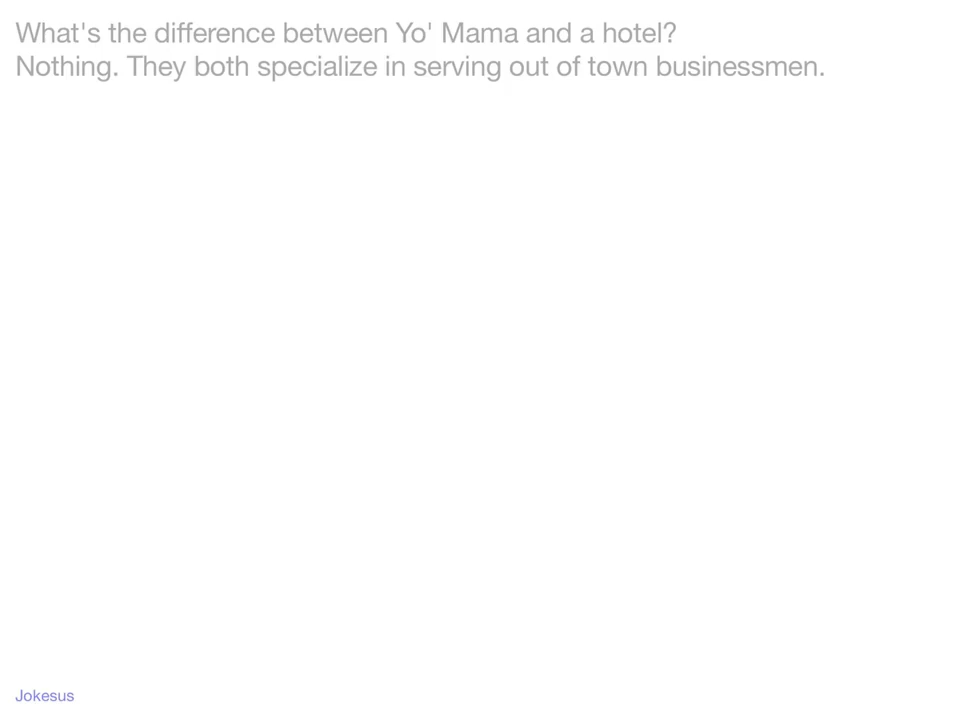 What's the difference between Yo' Mama and a hotel?
Nothing. They both specialize in serving out of town businessmen.
Jokesus